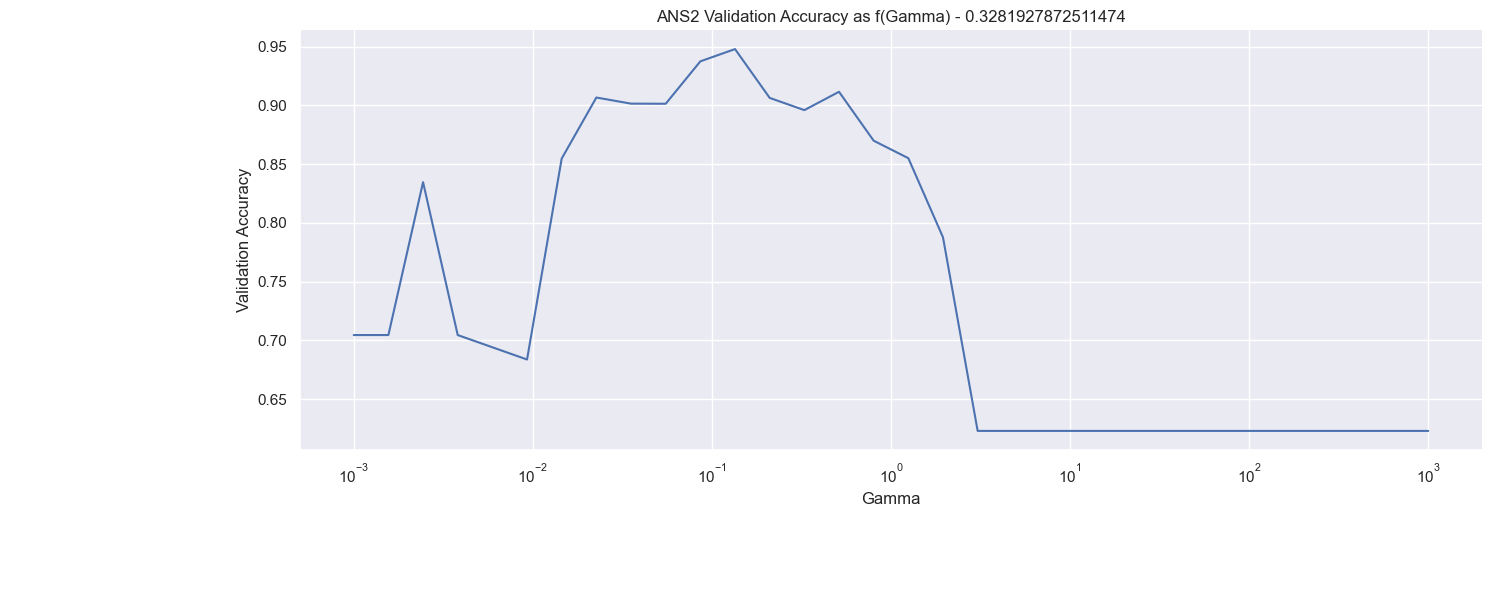 ANS2 Validation Accuracy as f(Gamma) - 0.3281927872511474
0.95
0.90
0.85
0.80
0.75
0.70
0.65
Validation Accuracy
10⁻³ 10⁻² 10⁻¹ 10⁰ 10¹ 10² 10³
Gamma